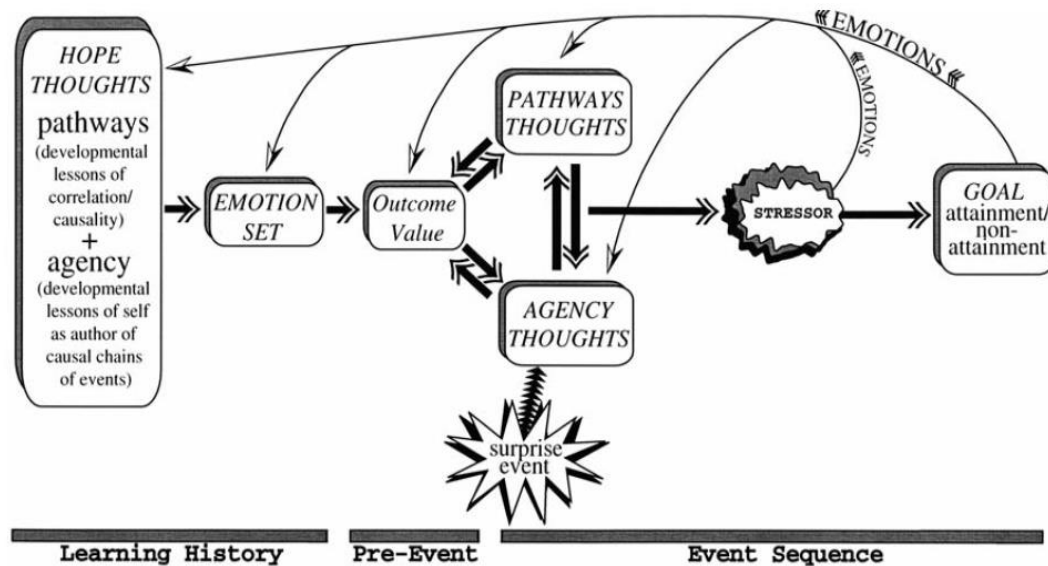 HOPE
THOUGHTS
pathways
(developmental
lessons of
correlation/
causality)
+
agency
(developmental
lessons of self
as author of
causal chains
of events)
EMOTION
SET
Outcome
Value
PATHWAYS
THOUGHTS
AGENCY
THOUGHTS
surprise
event
STRESSOR
EMOTIONS
EMOTIONS
GOAL
attainment/
non-
attainment
Learning History
Pre-Event
Event Sequence